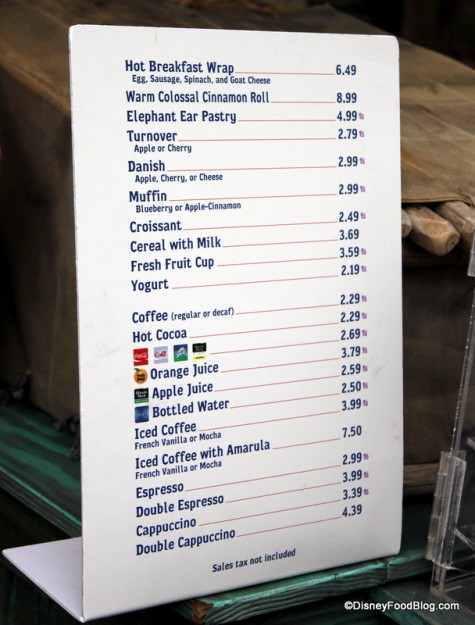 Hot Breakfast Wrap 6.49
Egg, Sausage, Spinach, and Goat Cheese
Warm Colossal Cinnamon Roll 8.99
Elephant Ear Pastry 4.99
Turnover 2.79
Apple or Cherry
Danish 2.99
Apple, Cherry, or Cheese
Muffin 2.99
Blueberry or Apple-Cinnamon
Croissant 2.49
Cereal with Milk 3.69
Fresh Fruit Cup 3.59
Yogurt 2.19
Coffee (regular or decaf) 2.29
Hot Cocoa 2.29
2.69
Orange Juice 3.79
Apple Juice 2.59
Bottled Water 2.50
Iced Coffee 3.99
French Vanilla or Mocha
Iced Coffee with Amarula 7.50
French Vanilla or Mocha
Espresso 2.99
Double Espresso 3.99
Cappuccino 3.39
Double Cappuccino 4.39
Sales tax not included
©DisneyFoodBlog.com